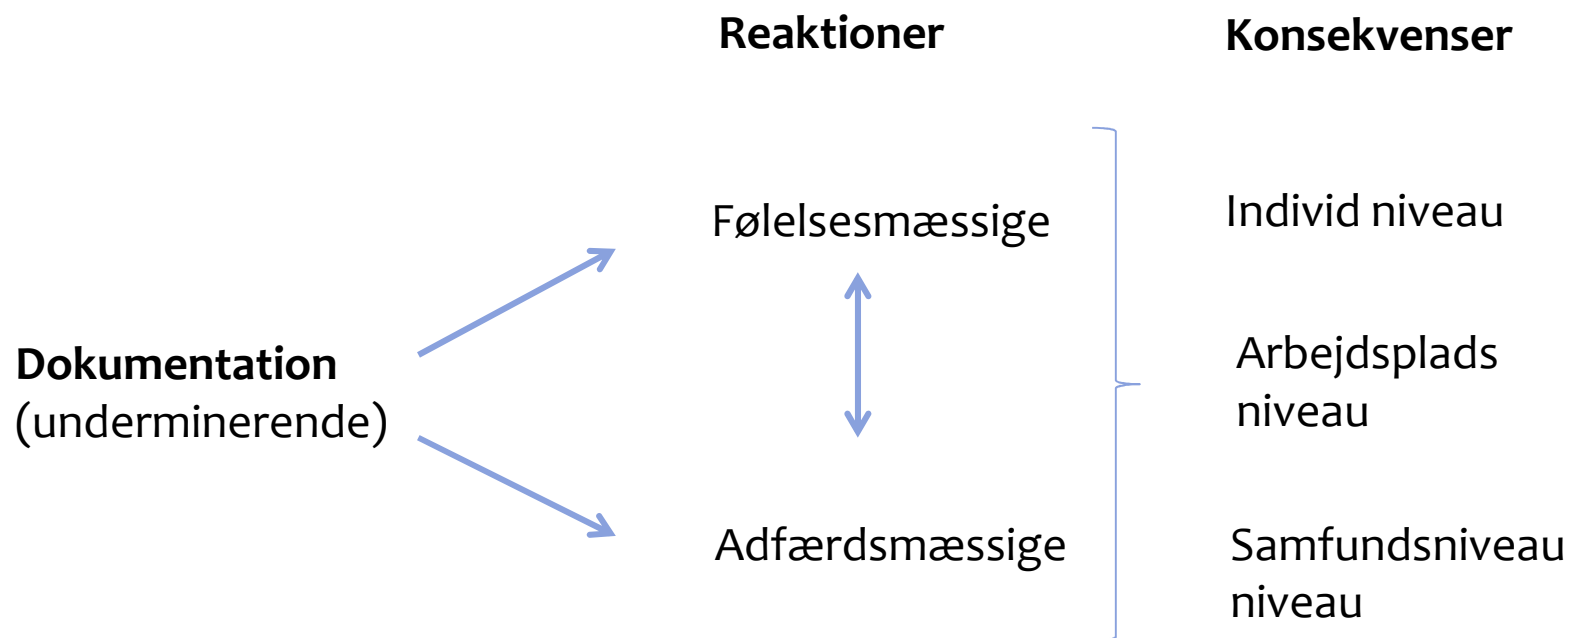 Reaktioner
Konsekvenser
Følelsesmæssige
Individ niveau
Dokumentation
(underminerende)
Arbejdsplads
niveau
Adfærdsmæssige
Samfundsniveau
niveau